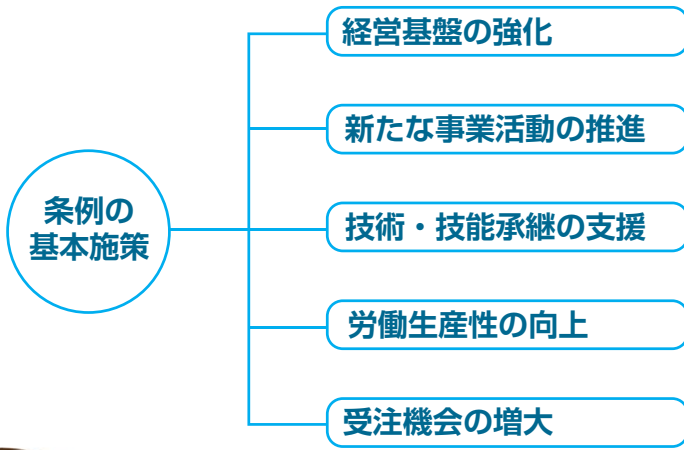 条例の
基本施策
経営基盤の強化
新たな事業活動の推進
技術・技能承継の支援
労働生産性の向上
受注機会の増大